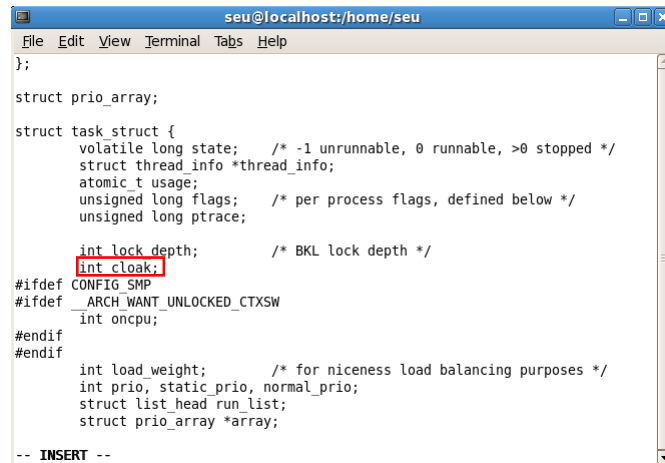 seu@localhost:/home/seu
File Edit View Terminal Tabs Help
};
struct prio_array;
struct task_struct {
volatile long state; /* -1 unrunnable, 0 runnable, >0 stopped */
struct thread_info *thread_info;
atomic_t usage;
unsigned long flags; /* per process flags, defined below */
unsigned long ptrace;
int lock_depth; /* BKL lock depth */
int cloak;
#ifdef CONFIG_SMP
#ifdef __ARCH_WANT_UNLOCKED_CTXSW
int oncpu;
#endif
#endif
int load_weight; /* for niceness load balancing purposes */
int prio, static_prio, normal_prio;
struct list_head run_list;
struct prio_array *array;
-- INSERT --